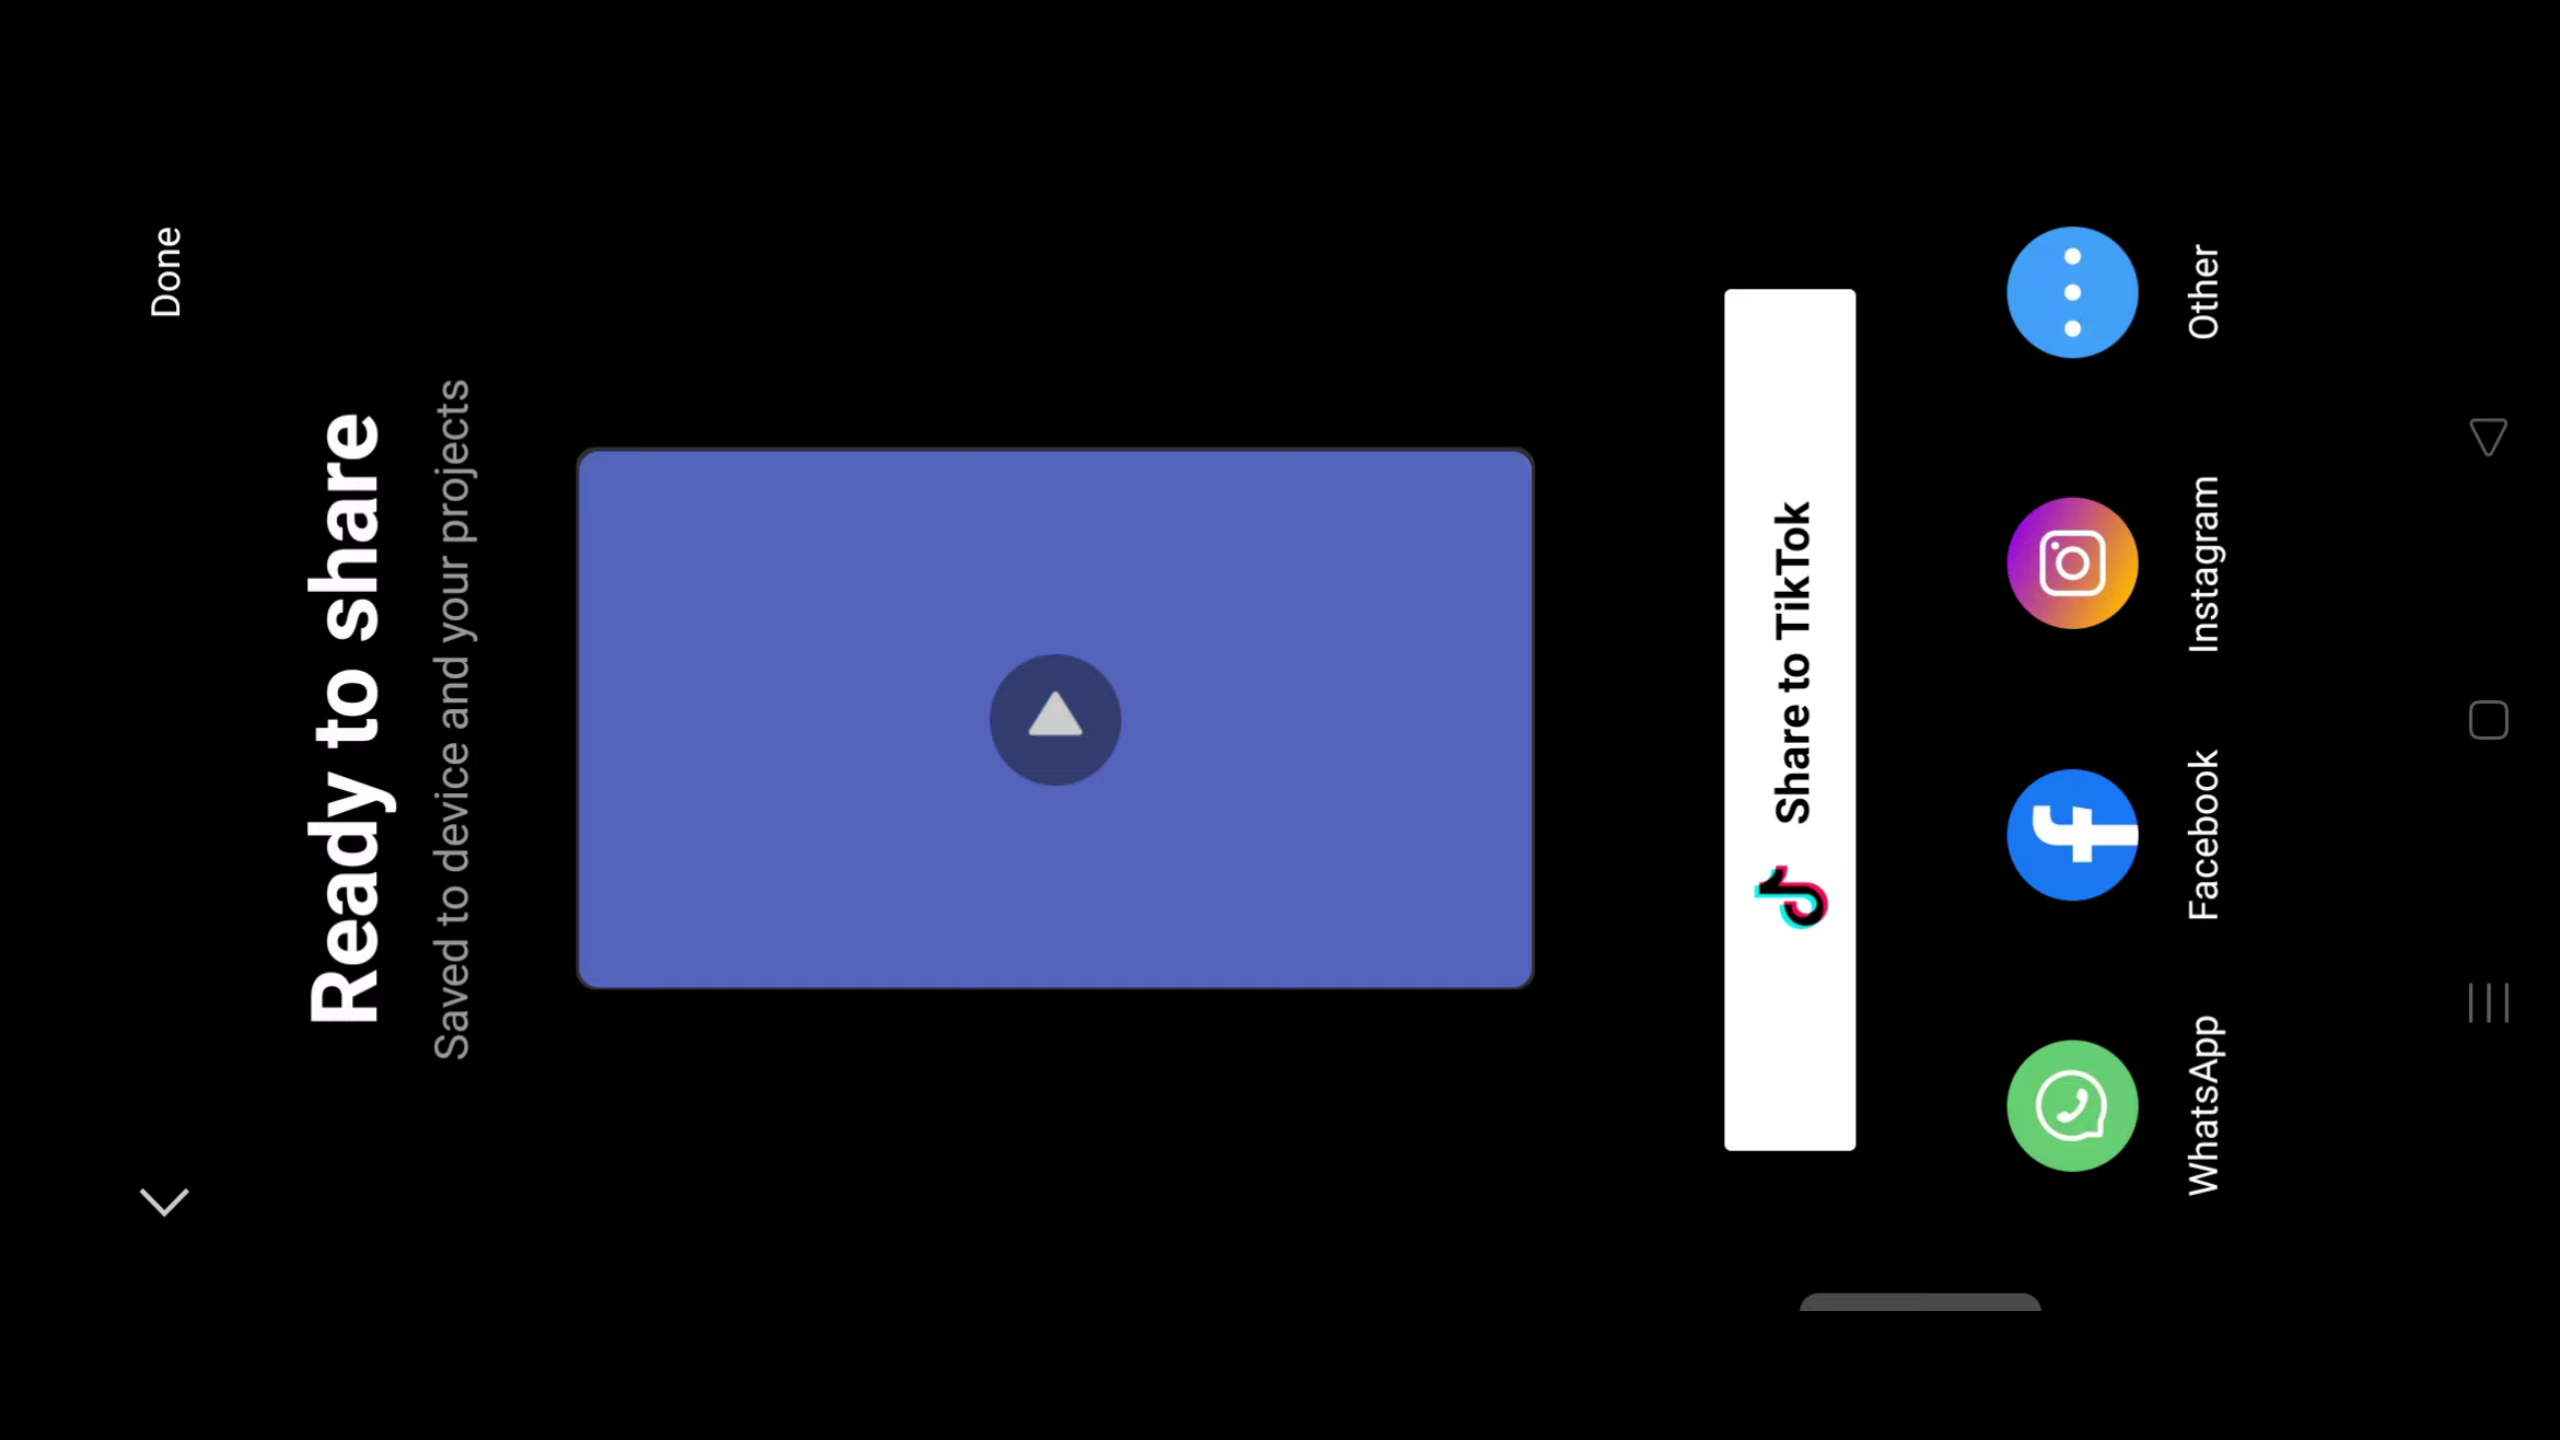 Done
Ready to share
Saved to device and your projects
Share to TikTok
WhatsApp
Facebook
Instagram
Other